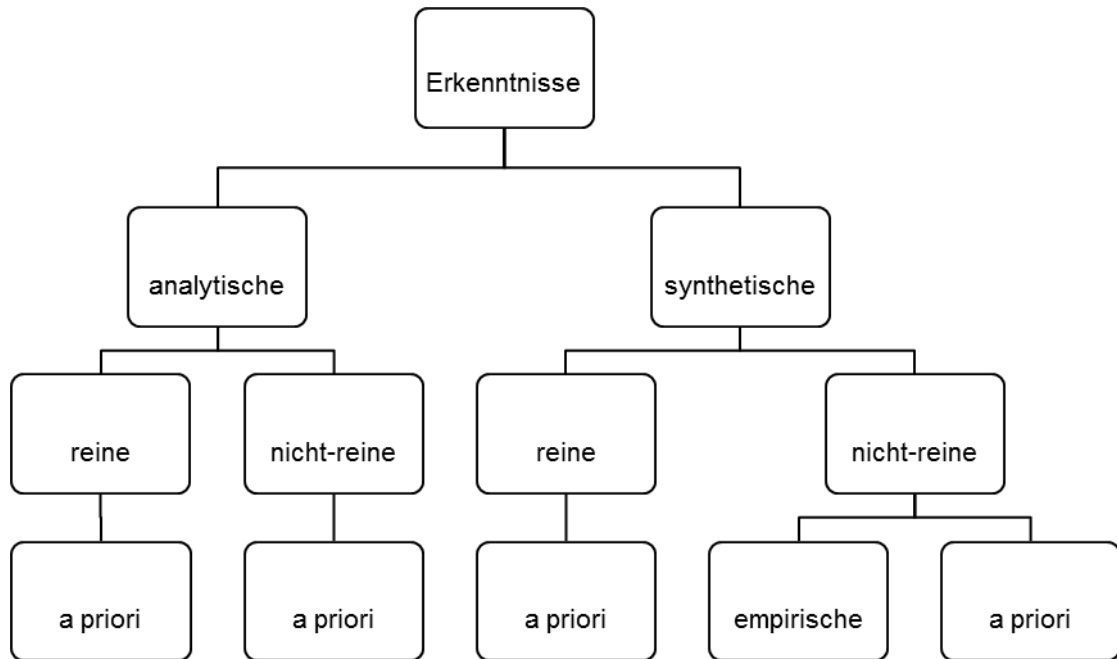 Erkenntnisse
analytische
synthetische
reine
nicht-reine
reine
nicht-reine
a priori
a priori
a priori
empirische
a priori